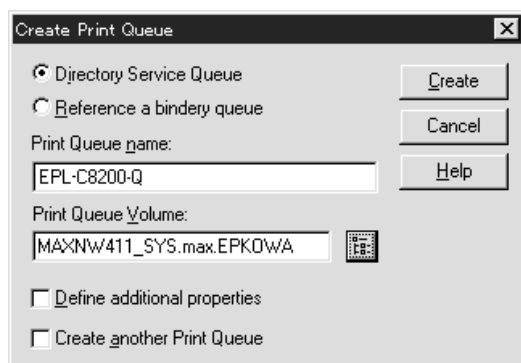 Create Print Queue
Directory Service Queue
Reference a bindery queue
Print Queue name:
EPL-C8200-Q
Print Queue Volume:
MAXNW411_SYS.max.EPKOWA
Define additional properties
Create another Print Queue
Create
Cancel
Help